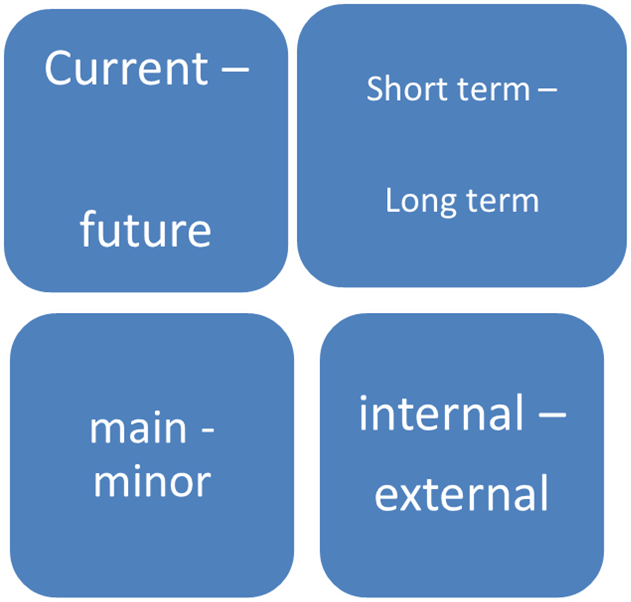 Current –
future
Short term –
Long term
main -
minor
internal –
external